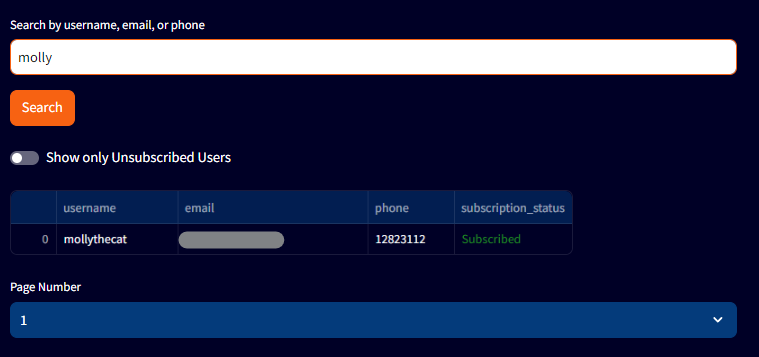 Search by username, email, or phone
molly
Search
Show only Unsubscribed Users
username email phone subscription_status
0 mollythecat 12823112 Subscribed
Page Number
1